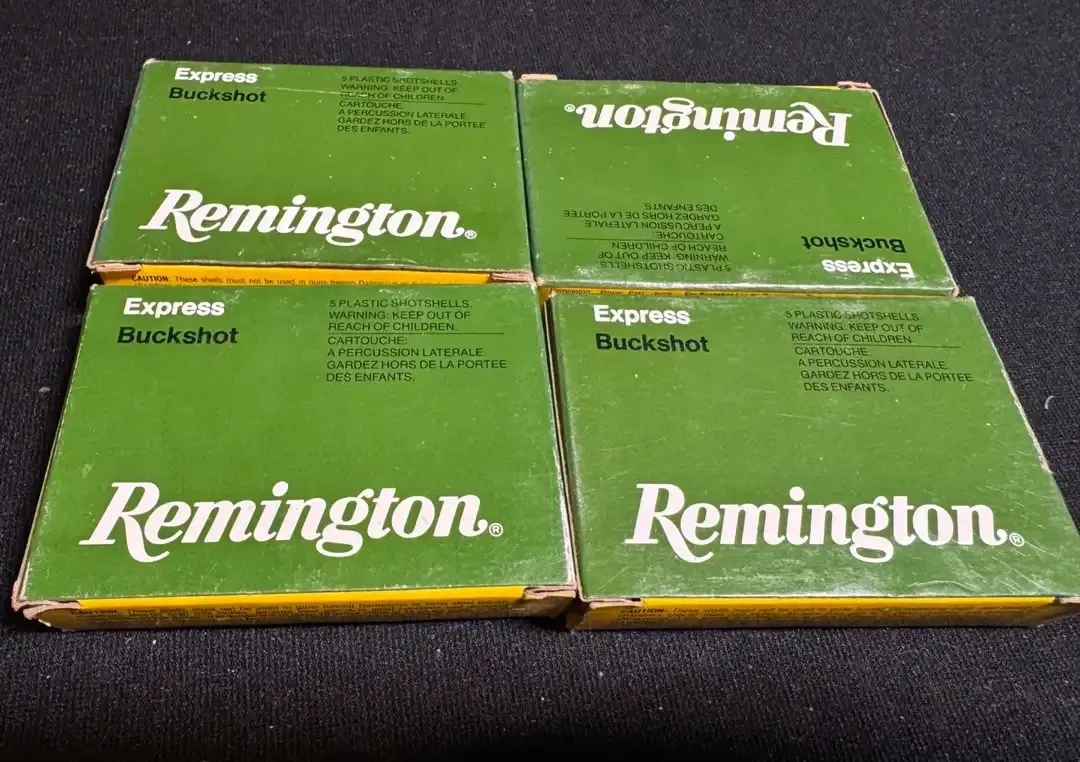 Express
Buckshot
5 PLASTIC SHOTSHELLS.
WARNING: KEEP OUT OF
REACH OF CHILDREN
CARTOUCHE:
A PERCUSSION LATERALE.
GARDEZ HORS DE LA PORTEE
DES ENFANTS.
Remington®
CAUTION: These shells must not be used in guns having
Express
Buckshot
5 PLASTIC SHOTSHELLS
WARNING: KEEP OUT OF
REACH OF CHILDREN
CARTOUCHE:
A PERCUSSION LATERALE
GARDEZ HORS DE LA PORTEE
DES ENFANTS
Remington®
Express
Buckshot
5 PLASTIC SHOTSHELLS.
WARNING: KEEP OUT OF
REACH OF CHILDREN.
CARTOUCHE:
A PERCUSSION LATERALE.
GARDEZ HORS DE LA PORTEE
DES ENFANTS.
Remington®
Express
Buckshot
5 PLASTIC SHOTSHELLS.
WARNING: KEEP OUT OF
REACH OF CHILDREN
CARTOUCHE:
A PERCUSSION LATERALE.
GARDEZ HORS DE LA PORTEE
DES ENFANTS.
Remington®
CAUTION